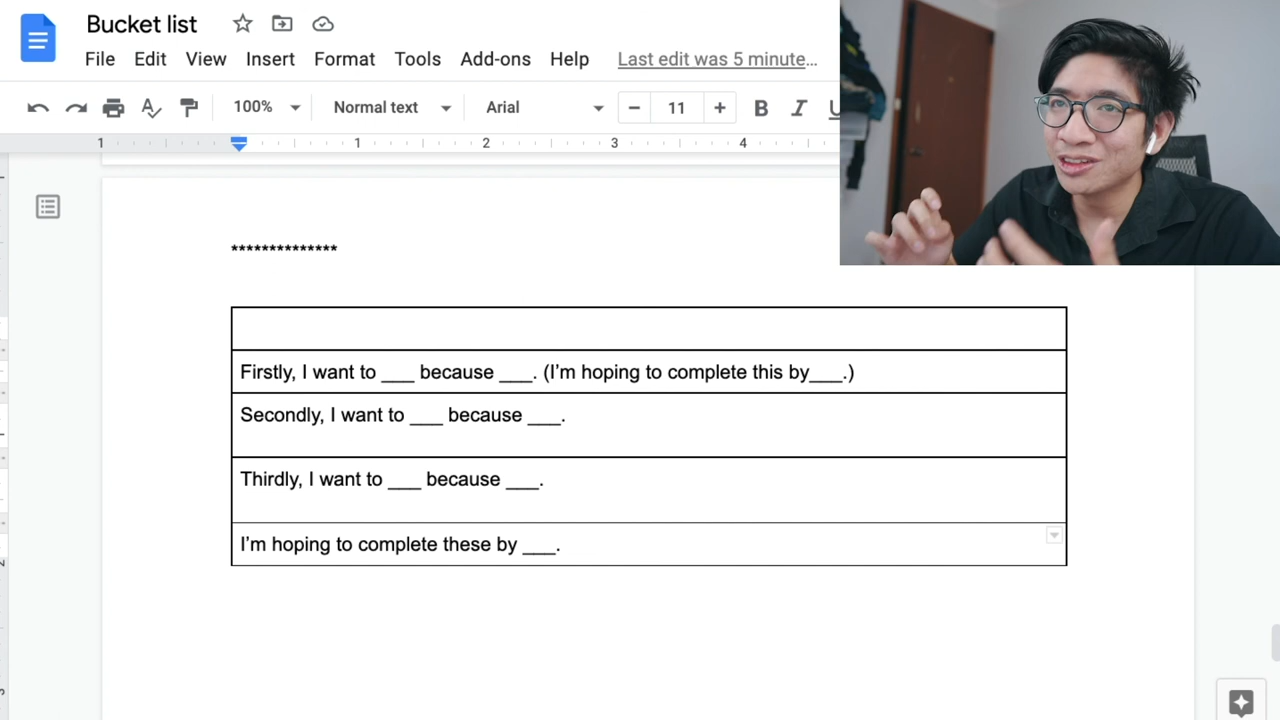 Bucket list
File Edit View Insert Format Tools Add-ons Help Last edit was 5 minute…
100% Normal text Arial − 11 + B I U
1 1 2 3 4
**************
Firstly, I want to ___ because ___. (I’m hoping to complete this by___.)
Secondly, I want to ___ because ___.
Thirdly, I want to ___ because ___.
I’m hoping to complete these by ___.